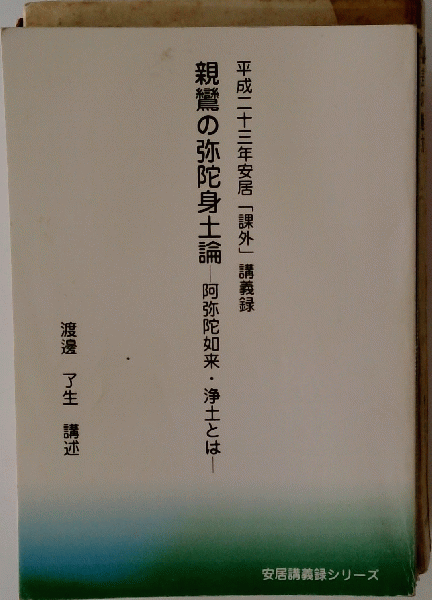 平成二十三年安居「課外」講義録
親鸞の弥陀身土論―阿弥陀如来・浄土とは―
渡邊 了生 講述
安居講義録シリーズ